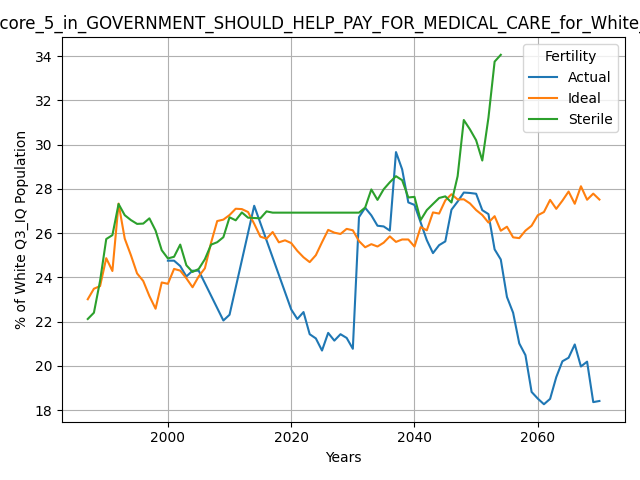 core_5_in_GOVERNMENT_SHOULD_HELP_PAY_FOR_MEDICAL_CARE_for_White_
% of White Q3_IQ Population
34
32
30
28
26
24
22
20
18
Fertility
Actual
Ideal
Sterile
2000 2020 2040 2060
Years